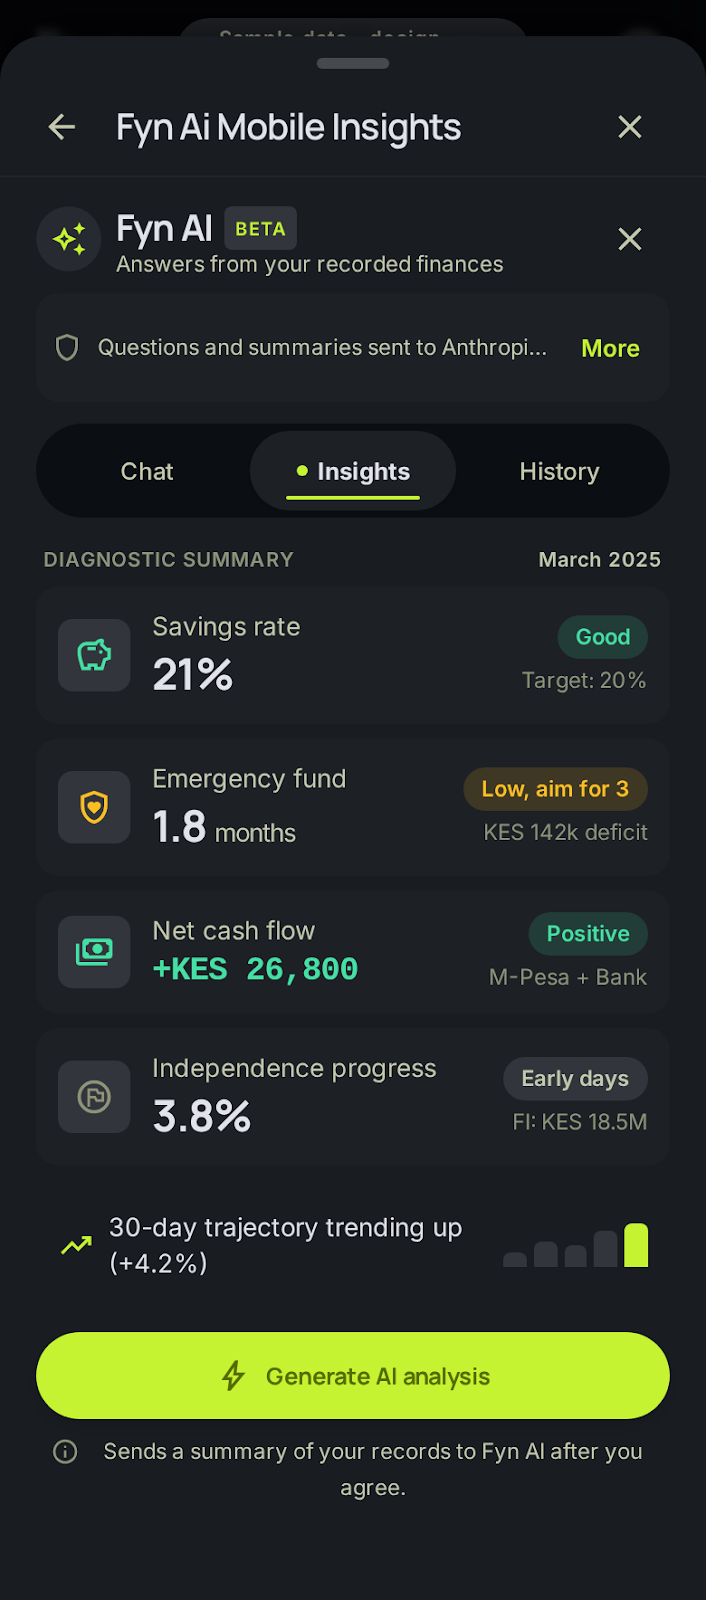 Sample data - design
Fyn Ai Mobile Insights
Fyn AI BETA
Answers from your recorded finances
Questions and summaries sent to Anthropi... More
Chat Insights History
DIAGNOSTIC SUMMARY March 2025
Savings rate Good
21% Target: 20%
Emergency fund Low, aim for 3
1.8 months KES 142k deficit
Net cash flow Positive
+KES 26,800 M-Pesa + Bank
Independence progress Early days
3.8% FI: KES 18.5M
30-day trajectory trending up
(+4.2%)
Generate AI analysis
Sends a summary of your records to Fyn AI after you
agree.